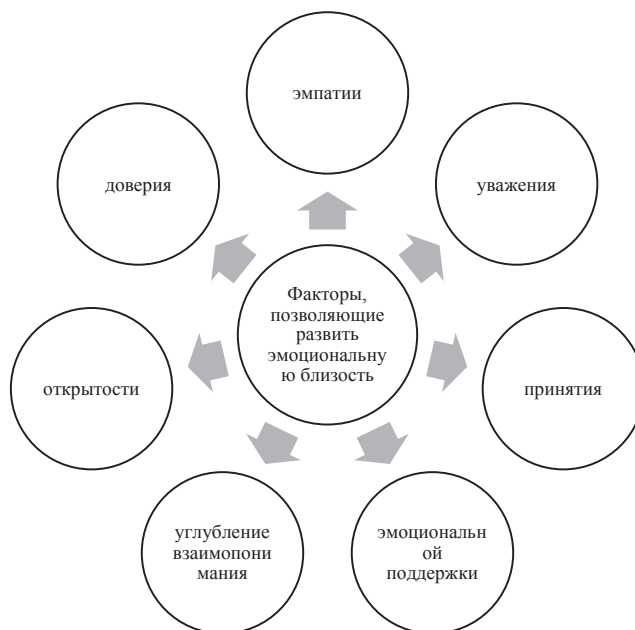 эмпатии
доверия
уважения
Факторы,
позволяющие
развить
эмоциональну
ю близость
открытости
принятия
углубление
взаимопони
мания
эмоциональн
ой
поддержки